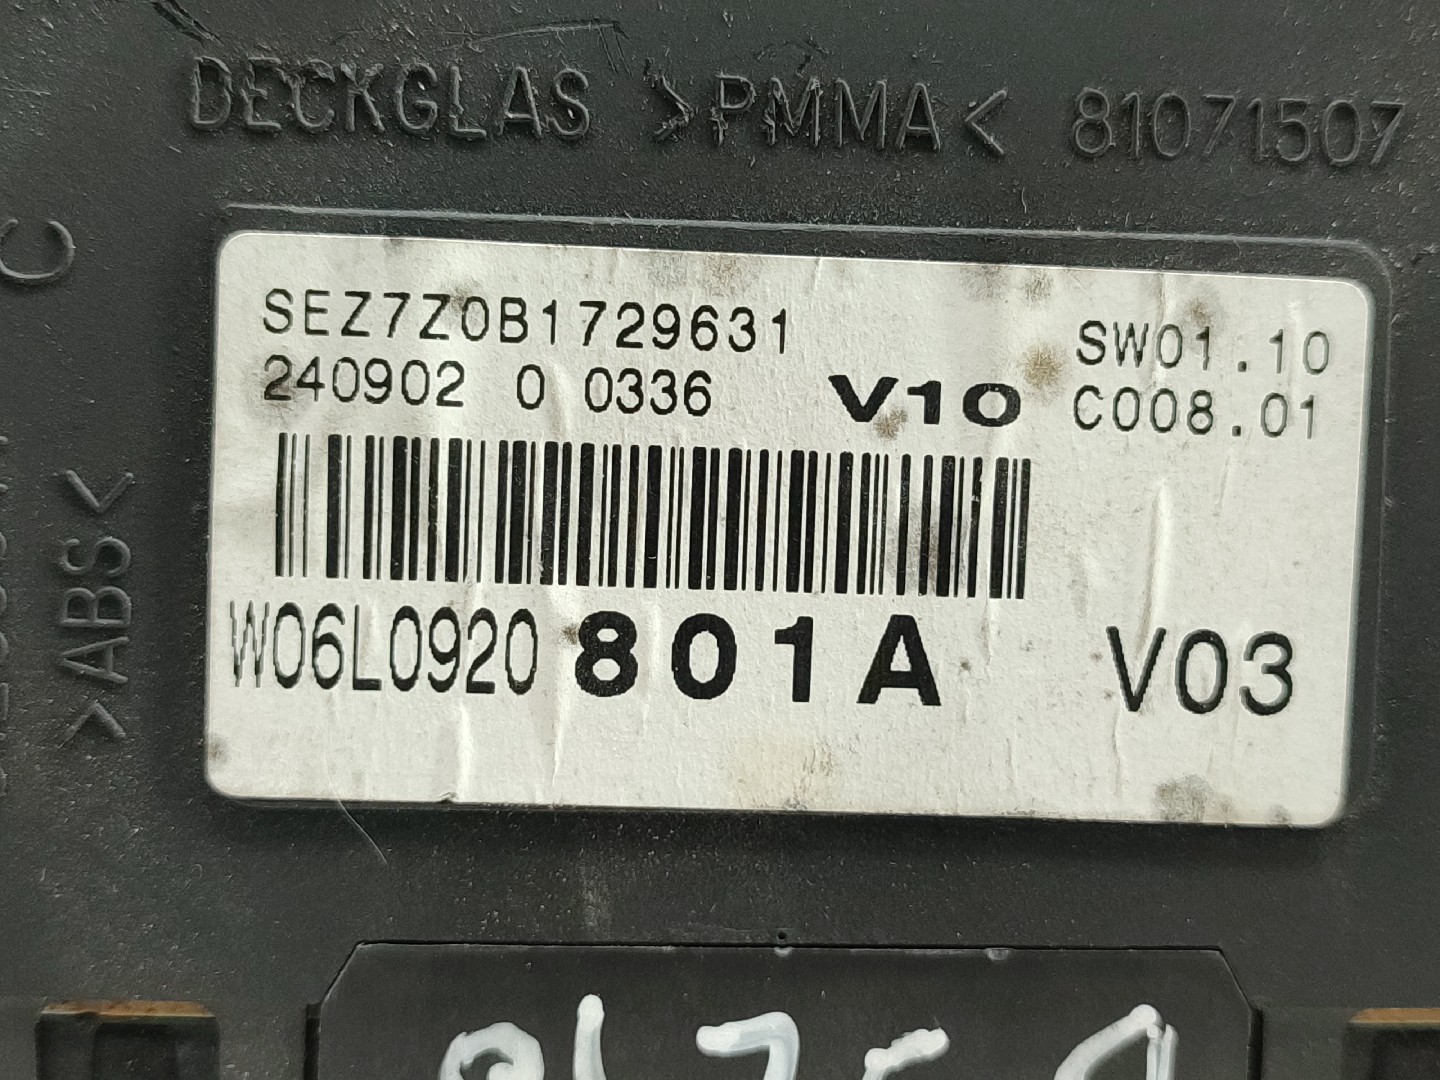 DECKGLAS >PMMA< 81071507
C
SEZ7Z0B1729631
SW01.10
240902 0 0336
V10
C008.01
>ABS<
W06L0920 801A
V03